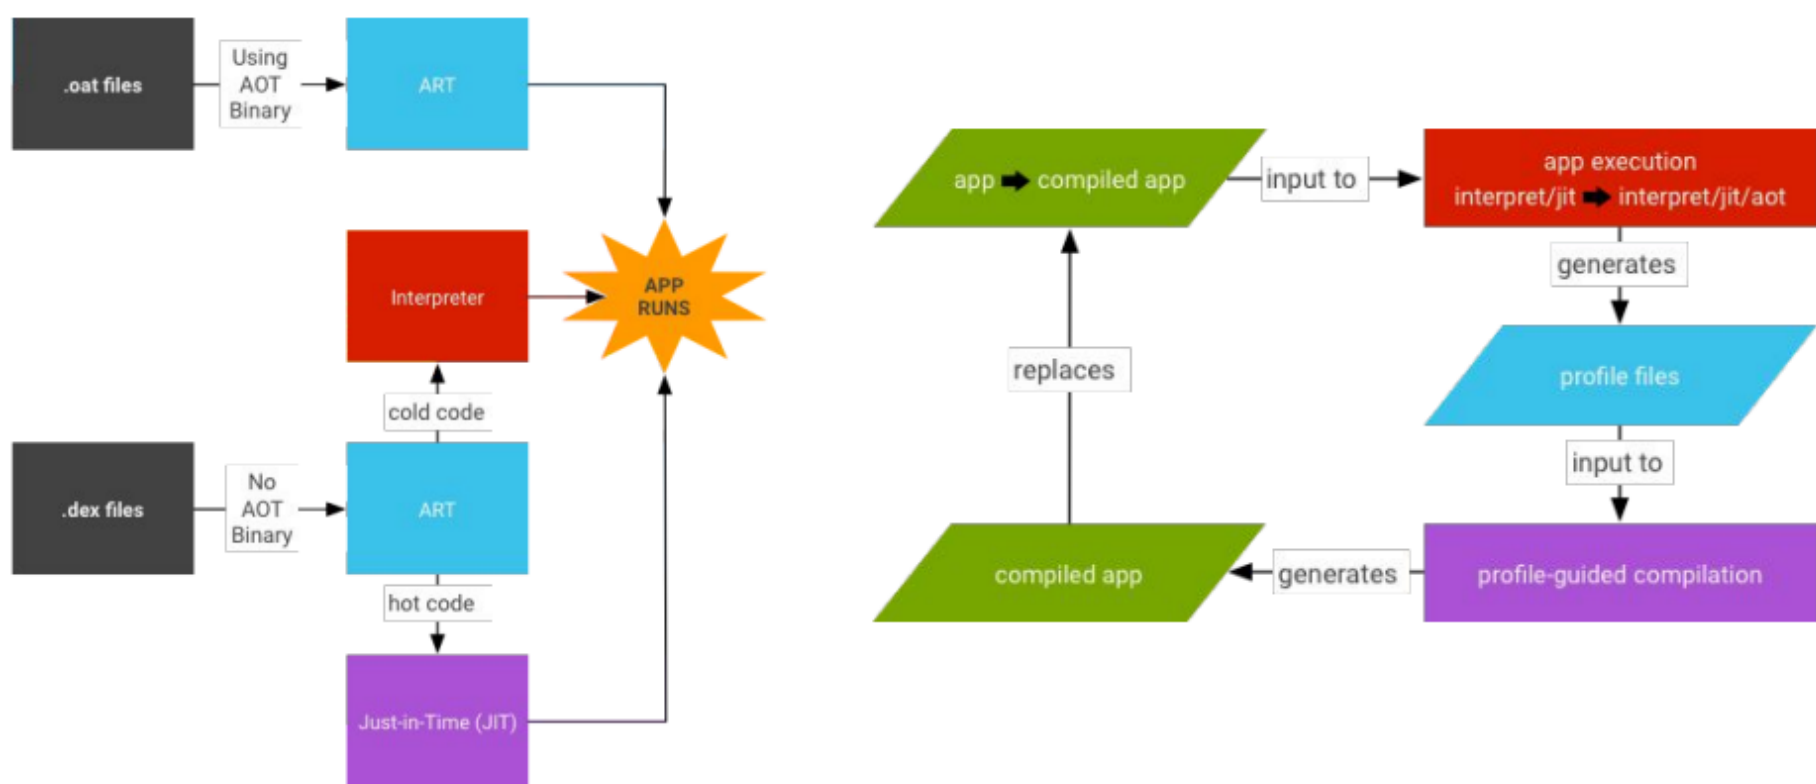 .oat files
Using
AOT
Binary
ART
Interpreter
APP
RUNS
cold code
.dex files
No
AOT
Binary
ART
hot code
Just-in-Time (JIT)
app ➡ compiled app
input to
app execution
interpret/jit ➡ interpret/jit/aot
generates
profile files
input to
profile-guided compilation
generates
compiled app
replaces